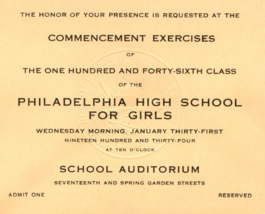 THE HONOR OF YOUR PRESENCE IS REQUESTED AT THE
COMMENCEMENT EXERCISES
OF
THE ONE HUNDRED AND FORTY-SIXTH CLASS
OF THE
PHILADELPHIA HIGH SCHOOL
FOR GIRLS
WEDNESDAY MORNING, JANUARY THIRTY-FIRST
NINETEEN HUNDRED AND THIRTY-FOUR
AT TEN O'CLOCK
SCHOOL AUDITORIUM
SEVENTEENTH AND SPRING GARDEN STREETS
ADMIT ONE RESERVED